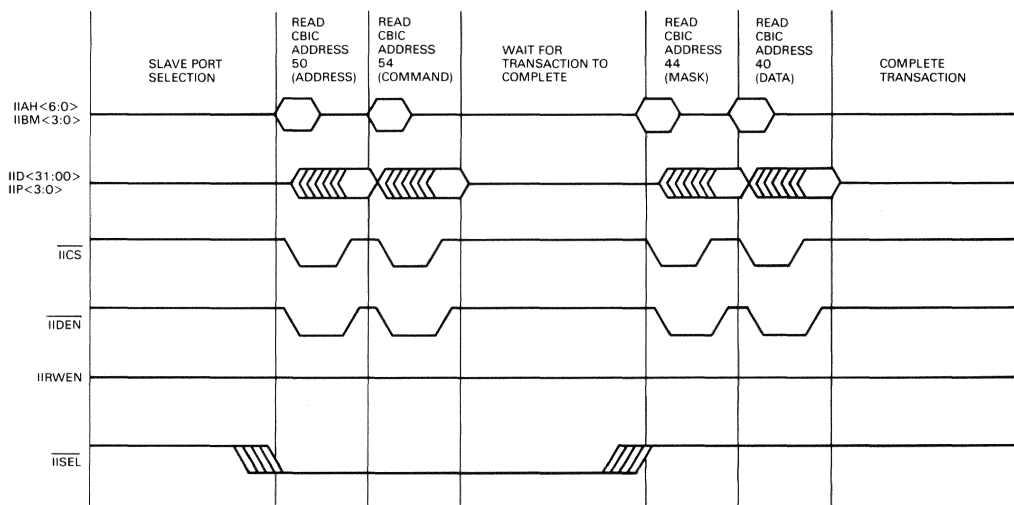 SLAVE PORT
SELECTION
READ
CBIC
ADDRESS
50
(ADDRESS)
READ
CBIC
ADDRESS
54
(COMMAND)
WAIT FOR
TRANSACTION TO
COMPLETE
READ
CBIC
ADDRESS
44
(MASK)
READ
CBIC
ADDRESS
40
(DATA)
COMPLETE
TRANSACTION
IIAH<6:0>
IIBM<3:0>
IID<31:00>
IIP<3:0>
IICS
IIDEN
IIRWEN
IISEL